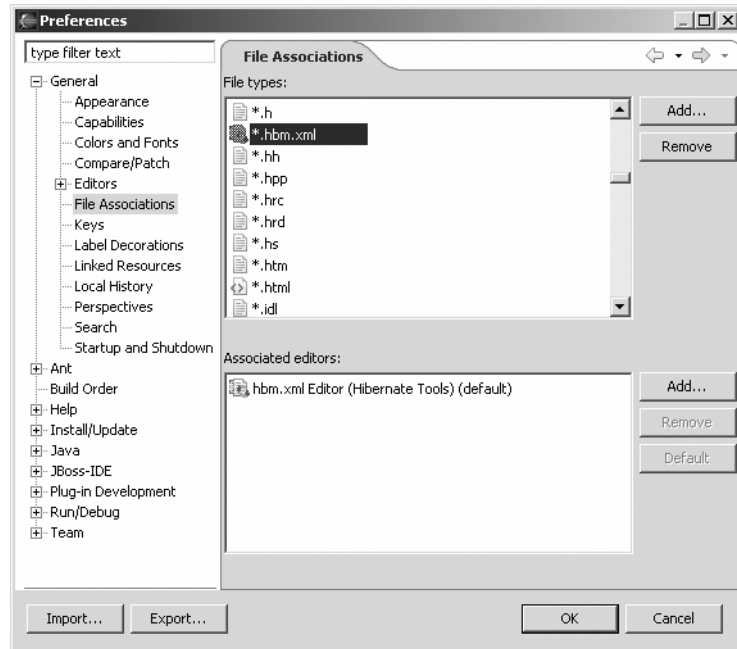 Preferences
type filter text
General
Appearance
Capabilities
Colors and Fonts
Compare/Patch
Editors
File Associations
Keys
Label Decorations
Linked Resources
Local History
Perspectives
Search
Startup and Shutdown
Ant
Build Order
Help
Install/Update
Java
JBoss-IDE
Plug-in Development
Run/Debug
Team
File Associations
File types:
*.h
*.hbm.xml
*.hh
*.hpp
*.hrc
*.hrd
*.hs
*.htm
*.html
*.idl
Add...
Remove
Associated editors:
hbm.xml Editor (Hibernate Tools) (default)
Add...
Remove
Default
Import...
Export...
OK
Cancel